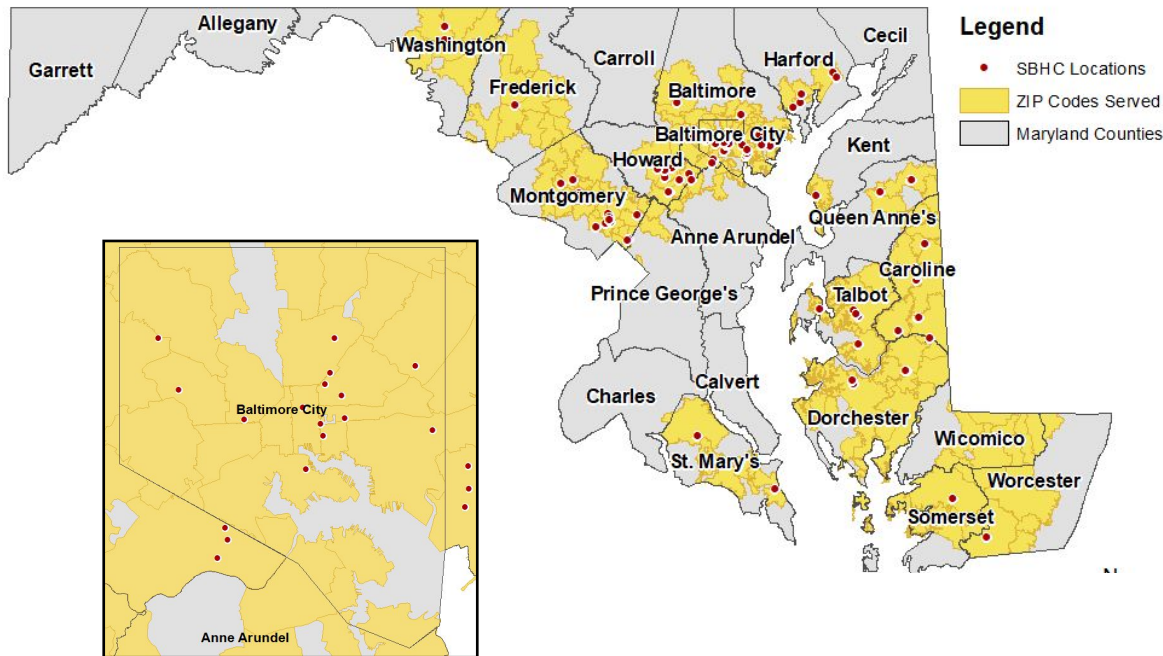 Allegany
Garrett
Washington
Frederick
Carroll
Baltimore
Harford
Cecil
Baltimore City
Howard
Kent
Montgomery
Queen Anne's
Anne Arundel
Caroline
Prince George's
Talbot
Charles
Calvert
Dorchester
St. Mary's
Wicomico
Worcester
Somerset
Legend
SBHC Locations
ZIP Codes Served
Maryland Counties
Baltimore City
Anne Arundel